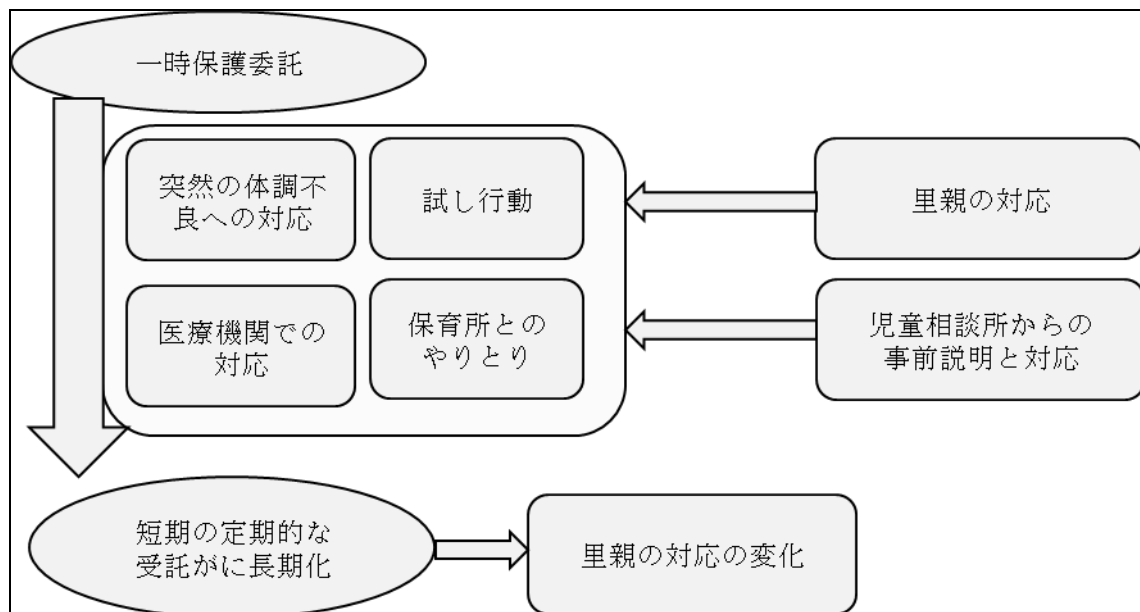 一時保護委託
突然の体調不
良への対応
試し行動
里親の対応
医療機関での
対応
保育所との
やりとり
児童相談所からの
事前説明と対応
短期の定期的な
受託がに長期化
里親の対応の変化